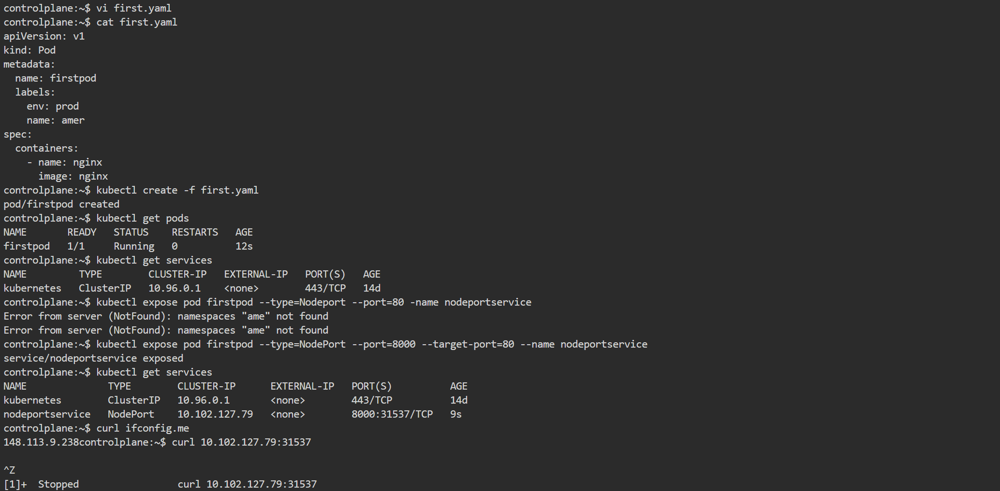 controlplane:~$ vi first.yaml
controlplane:~$ cat first.yaml
apiVersion: v1
kind: Pod
metadata:
  name: firstpod
  labels:
    env: prod
    name: amer
spec:
  containers:
    - name: nginx
      image: nginx
controlplane:~$ kubectl create -f first.yaml
pod/firstpod created
controlplane:~$ kubectl get pods
NAME       READY   STATUS    RESTARTS   AGE
firstpod   1/1     Running   0          12s
controlplane:~$ kubectl get services
NAME         TYPE        CLUSTER-IP   EXTERNAL-IP   PORT(S)   AGE
kubernetes   ClusterIP   10.96.0.1    <none>        443/TCP   14d
controlplane:~$ kubectl expose pod firstpod --type=Nodeport --port=80 -name nodeportservice
Error from server (NotFound): namespaces "ame" not found
Error from server (NotFound): namespaces "ame" not found
controlplane:~$ kubectl expose pod firstpod --type=NodePort --port=8000 --target-port=80 --name nodeportservice
service/nodeportservice exposed
controlplane:~$ kubectl get services
NAME              TYPE        CLUSTER-IP      EXTERNAL-IP   PORT(S)          AGE
kubernetes        ClusterIP   10.96.0.1       <none>        443/TCP          14d
nodeportservice   NodePort    10.102.127.79   <none>        8000:31537/TCP   9s
controlplane:~$ curl ifconfig.me
148.113.9.238controlplane:~$ curl 10.102.127.79:31537

^Z
[1]+  Stopped                 curl 10.102.127.79:31537